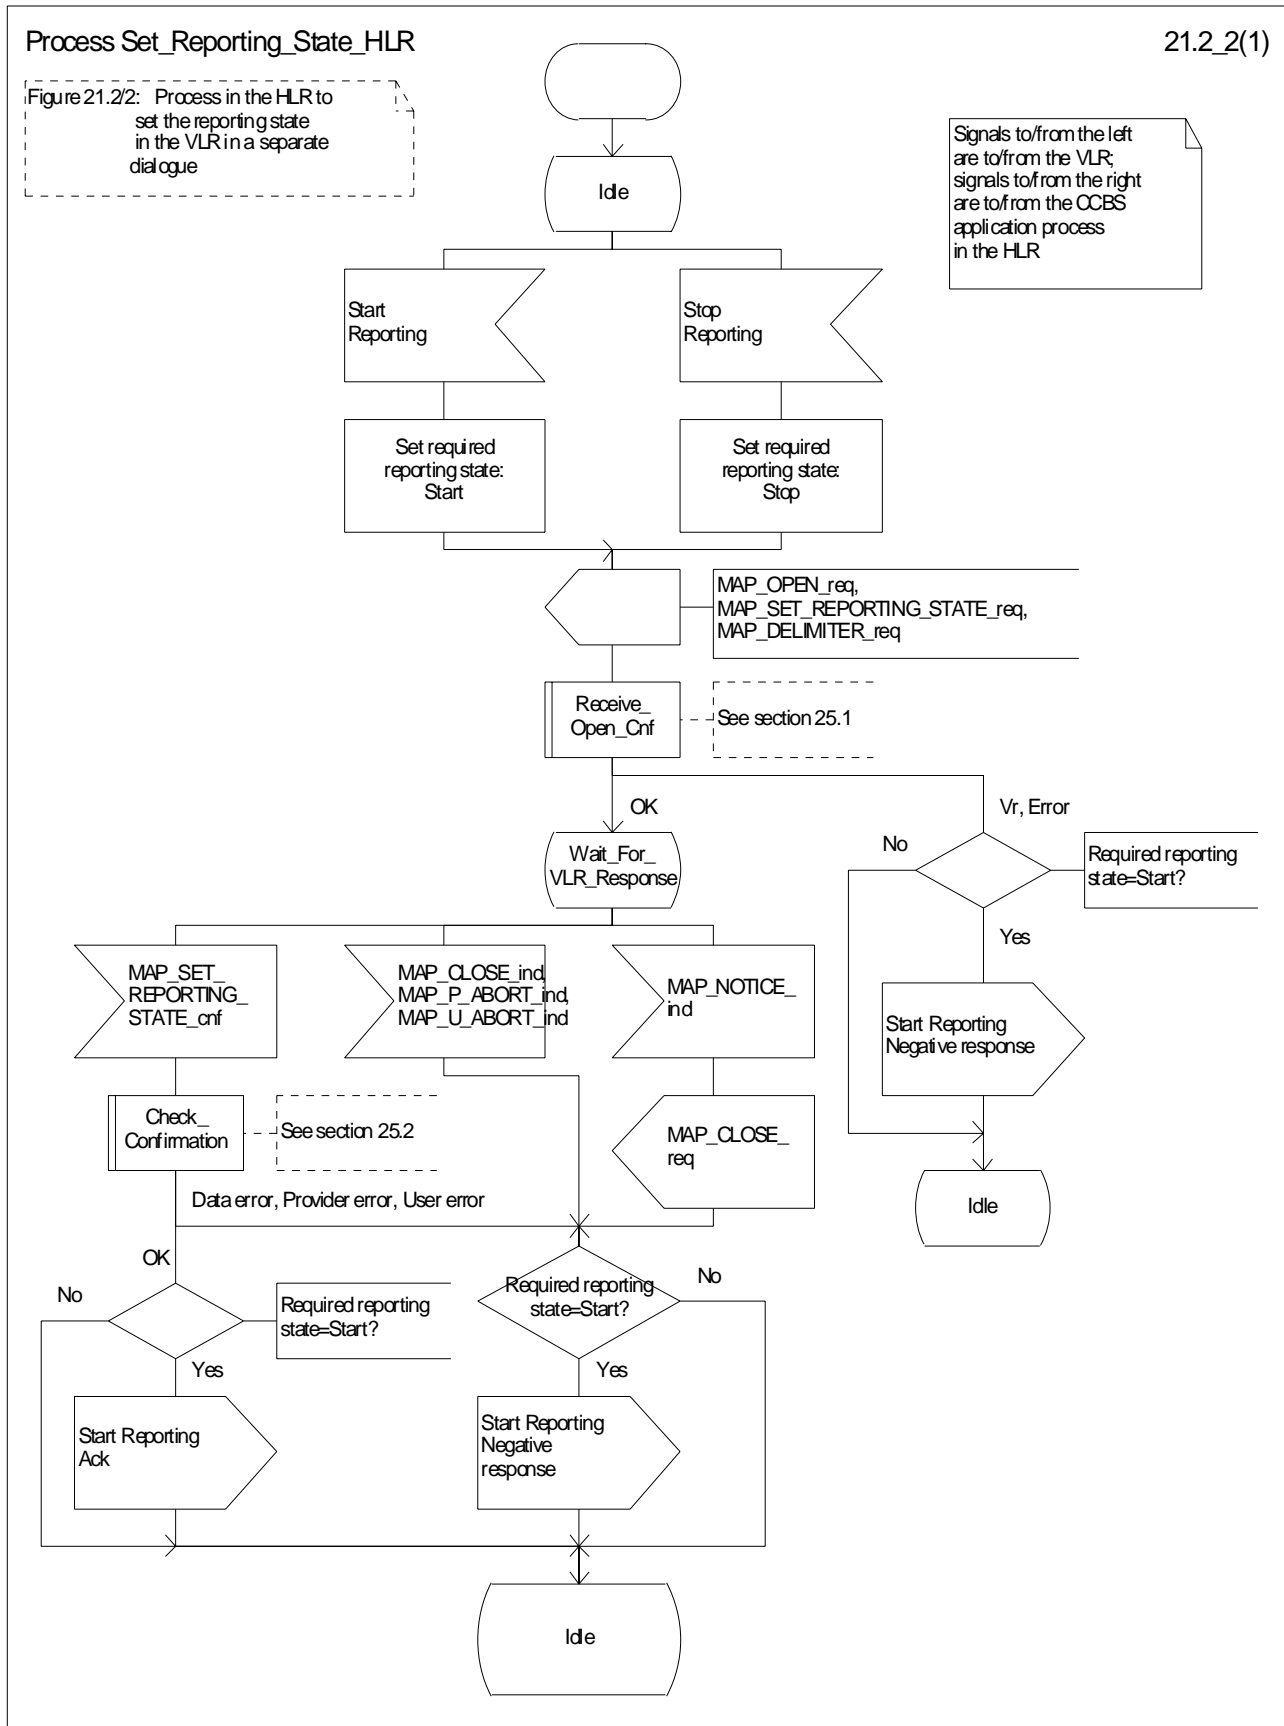 Process Set_Reporting_State_HLR
21.2_2(1)
Figure 21.2/2: Process in the HLR to
set the reporting state
in the VLR in a separate
dialogue
Signals to/from the left
are to/from the VLR;
signals to/from the right
are to/from the CCBS
application process
in the HLR
Idle
Start
Reporting
Stop
Reporting
Set required
reporting state:
Start
Set required
reporting state:
Stop
MAP_OPEN_req,
MAP_SET_REPORTING_STATE_req,
MAP_DELIMITER_req
Receive_
Open_Cnf
See section 25.1
OK
Vr, Error
Wait_For_
VLR_Response
No
Required reporting
state=Start?
Yes
MAP_SET_
REPORTING_
STATE_cnf
MAP_CLOSE_ind,
MAP_P_ABORT_ind,
MAP_U_ABORT_ind
MAP_NOTICE_
ind
Start Reporting
Negative response
Check_
Confirmation
See section 25.2
MAP_CLOSE_
req
Data error, Provider error, User error
Idle
OK
No
Required reporting
state=Start?
Required reporting
state=Start?
No
Yes
Yes
Start Reporting
Ack
Start Reporting
Negative
response
Idle